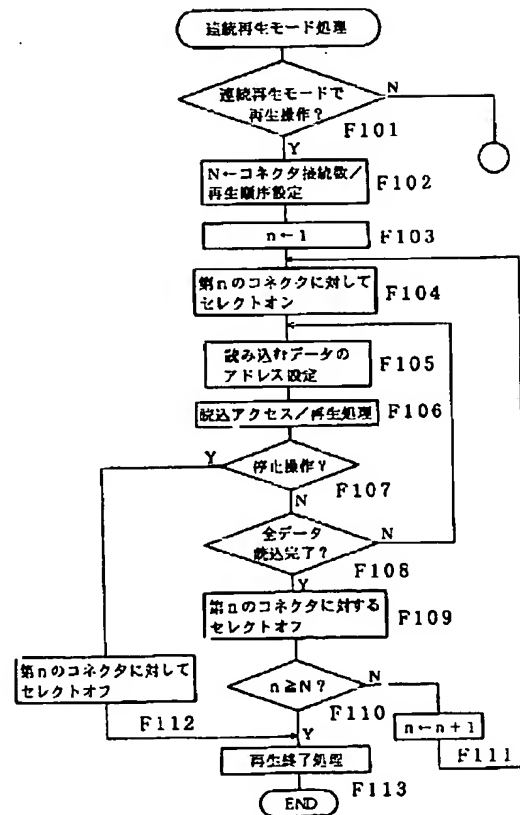 連続再生モード処理
連続再生モードで
再生操作?
N
F101
Y
N←コネクタ接続数/
再生順序設定
F102
n←1
F103
第nのコネクタに対して
セレクトオン
F104
読み込むデータの
アドレス設定
F105
読込アクセス/再生処理
F106
Y
停止操作?
F107
N
全データ
読込完了?
N
F108
Y
第nのコネクタに対する
セレクトオフ
F109
第nのコネクタに対して
セレクトオフ
F112
n≧N?
N
F110
Y
n←n+1
F111
再生終了処理
F113
END